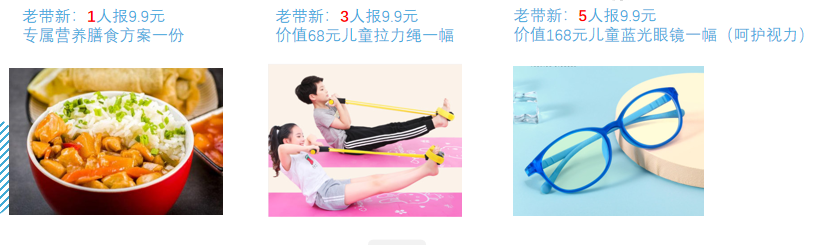 老带新：1人报9.9元
专属营养膳食方案一份
老带新：3人报9.9元
价值68元儿童拉力绳一幅
老带新：5人报9.9元
价值168元儿童蓝光眼镜一幅（呵护视力）